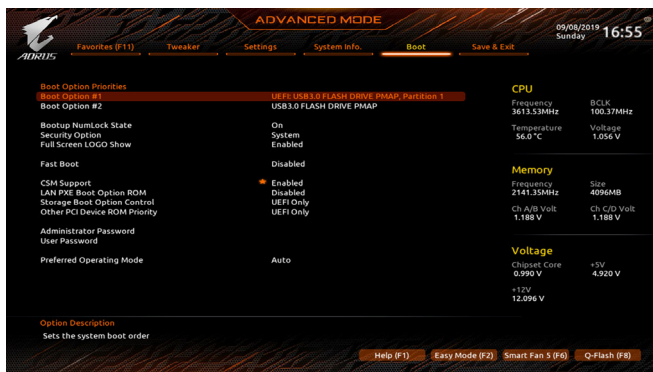 ADVANCED MODE
09/08/2019 Sunday 16:55
AORUS
Favorites (F11) Tweaker Settings System Info. Boot Save & Exit
Boot Option Priorities
Boot Option #1 UEFI: USB3.0 FLASH DRIVE PMAP, Partition 1
Boot Option #2 USB3.0 FLASH DRIVE PMAP
Bootup NumLock State On
Security Option System
Full Screen LOGO Show Enabled
Fast Boot Disabled
CSM Support Enabled
LAN PXE Boot Option ROM Disabled
Storage Boot Option Control UEFI Only
Other PCI Device ROM Priority UEFI Only
Administrator Password
User Password
Preferred Operating Mode Auto
CPU
Frequency BCLK
3613.53MHz 100.37MHz
Temperature Voltage
56.0 °C 1.056 V
Memory
Frequency Size
2141.35MHz 4096MB
Ch A/B Volt Ch C/D Volt
1.188 V 1.188 V
Voltage
Chipset Core +5V
0.990 V 4.920 V
+12V
12.096 V
Option Description
Sets the system boot order
Help (F1) Easy Mode (F2) Smart Fan 5 (F6) Q-Flash (F8)